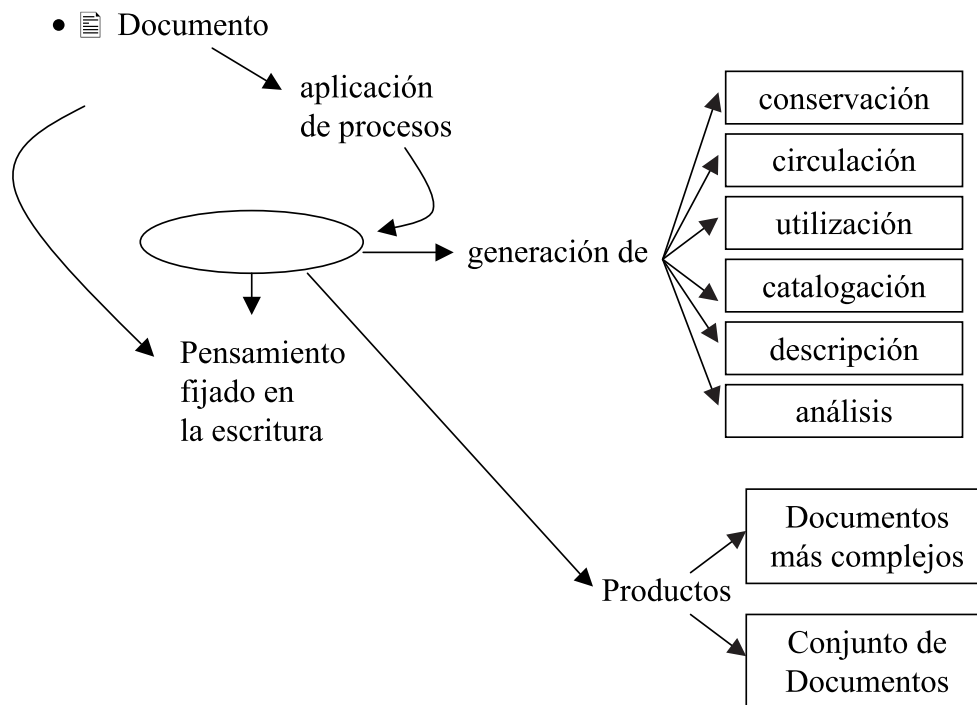 • Documento
aplicación
de procesos
generación de
conservación
circulación
utilización
catalogación
descripción
análisis
Pensamiento
fijado en
la escritura
Productos
Documentos
más complejos
Conjunto de
Documentos